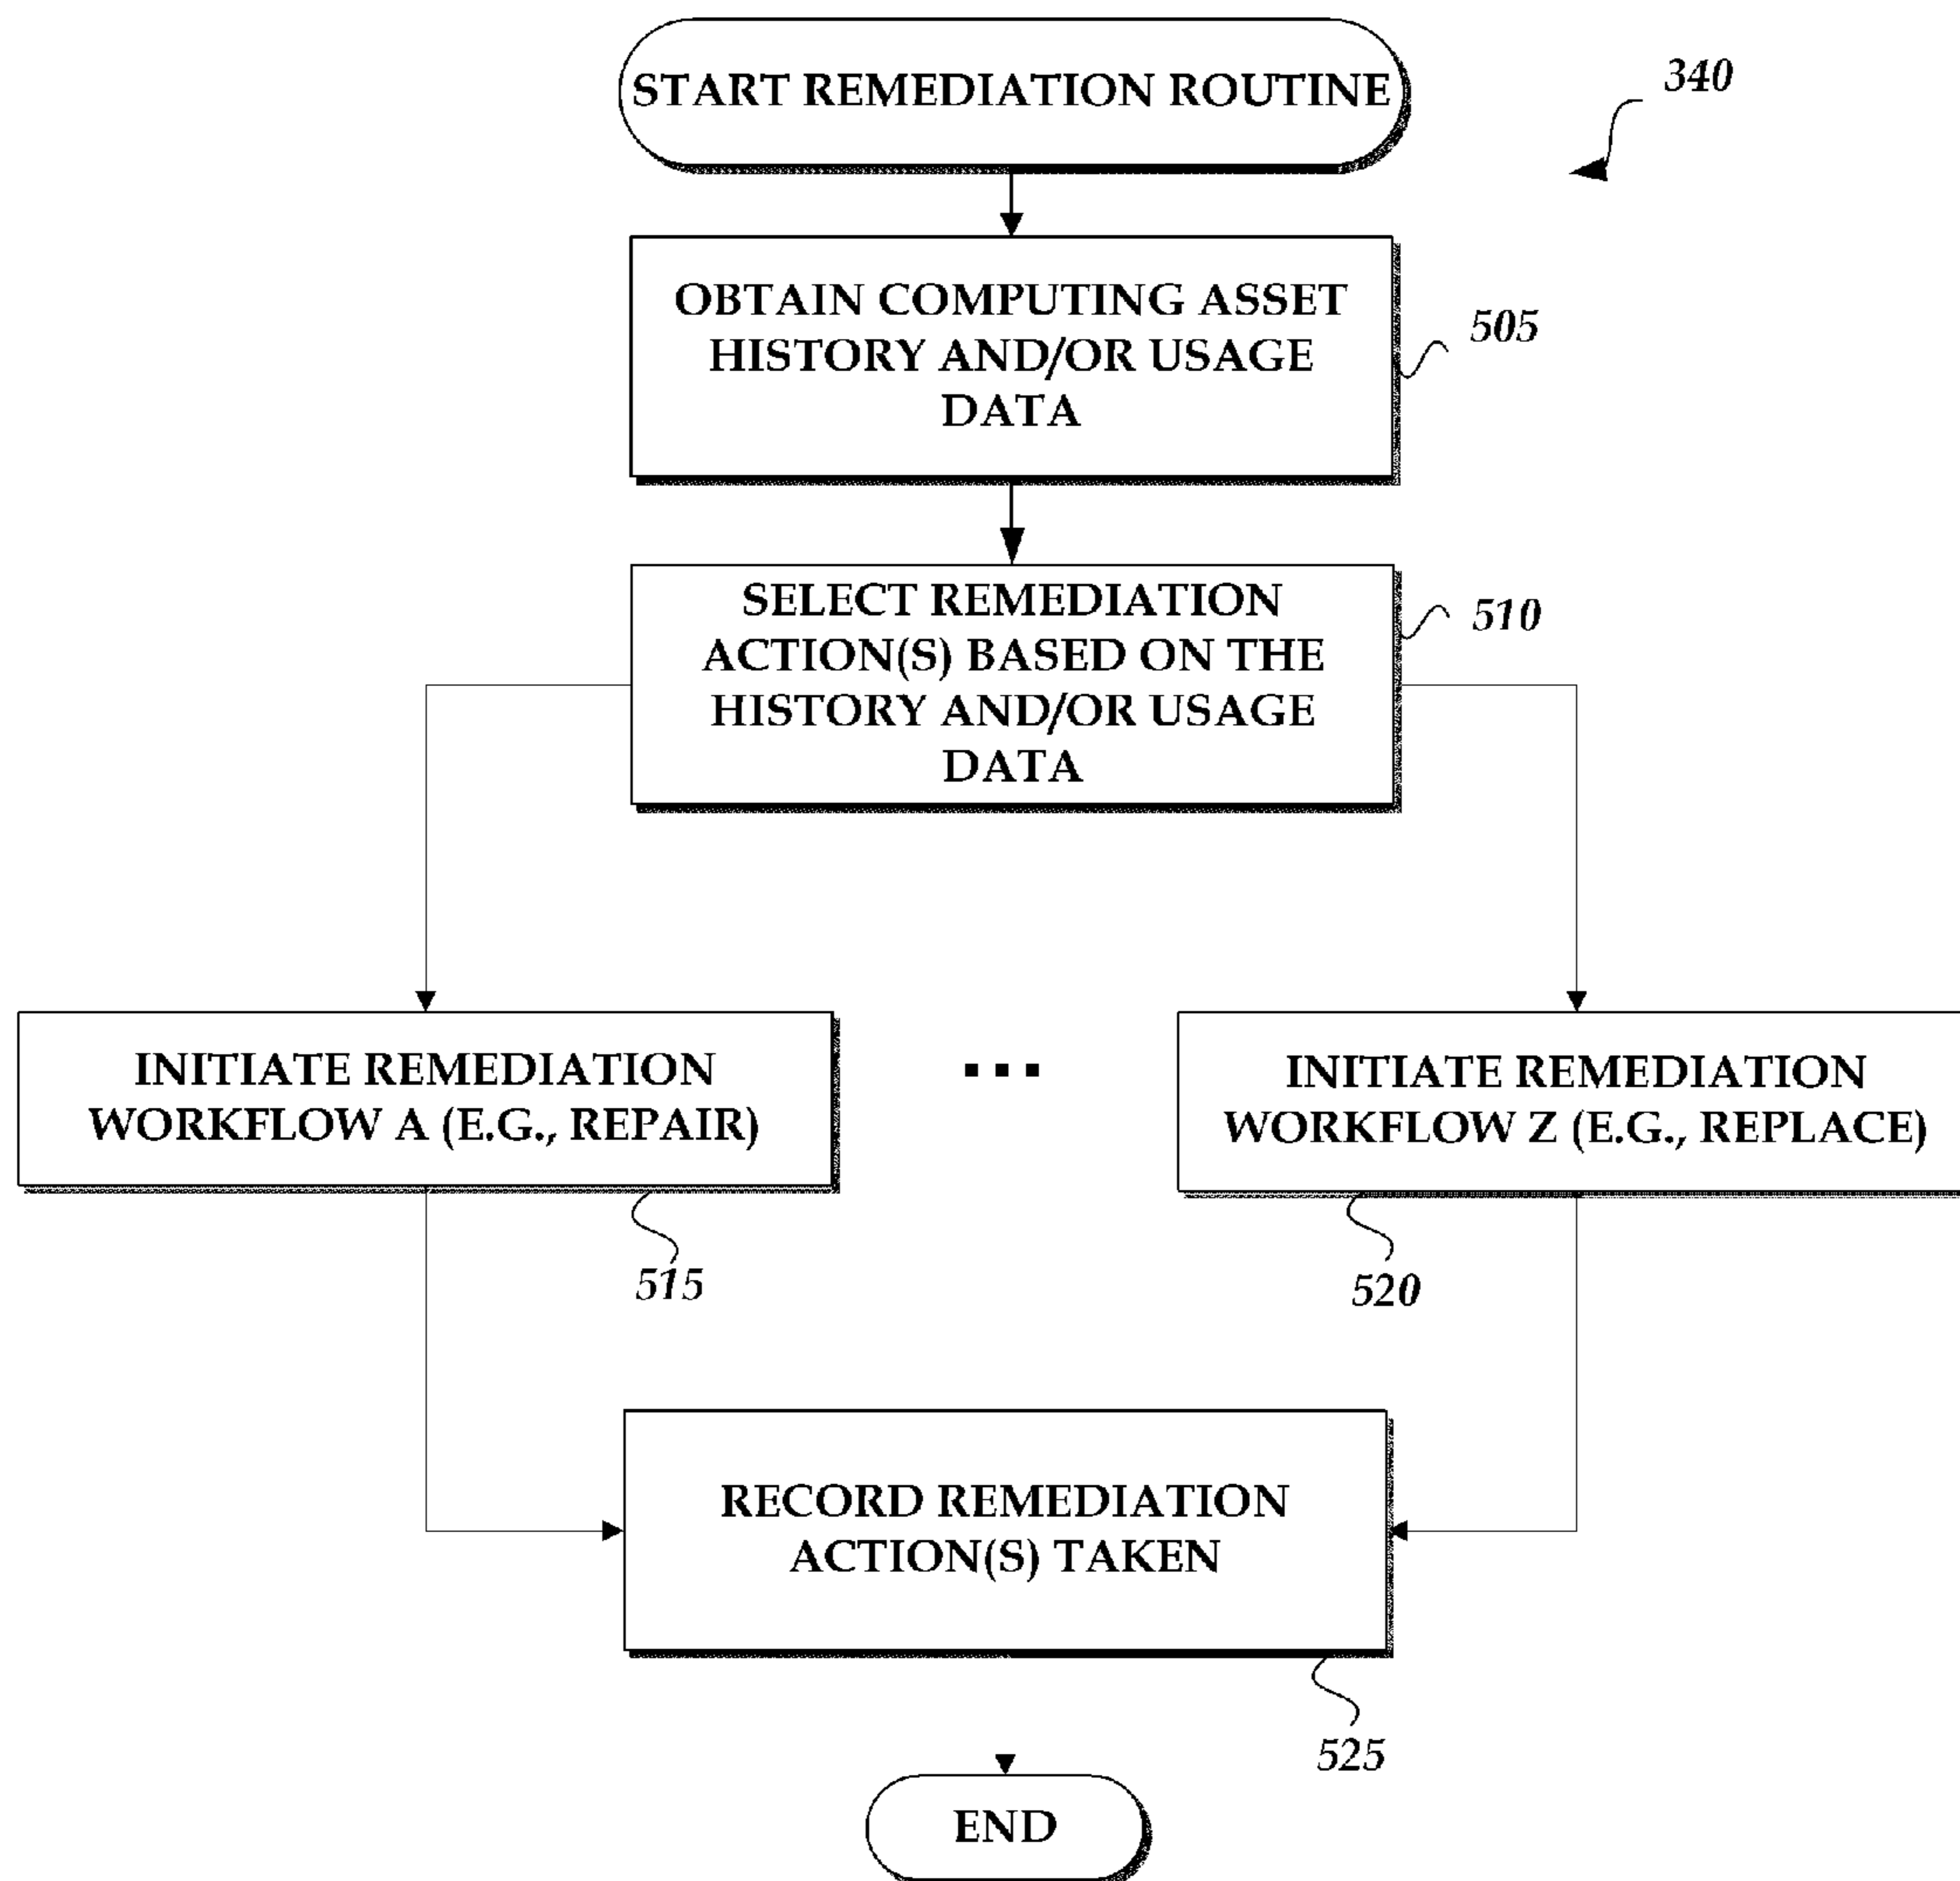 START REMEDIATION ROUTINE
340
OBTAIN COMPUTING ASSET
HISTORY AND/OR USAGE
DATA
505
SELECT REMEDIATION
ACTION(S) BASED ON THE
HISTORY AND/OR USAGE
DATA
510
INITIATE REMEDIATION
WORKFLOW A (E.G., REPAIR)
515
...
INITIATE REMEDIATION
WORKFLOW Z (E.G., REPLACE)
520
RECORD REMEDIATION
ACTION(S) TAKEN
525
END